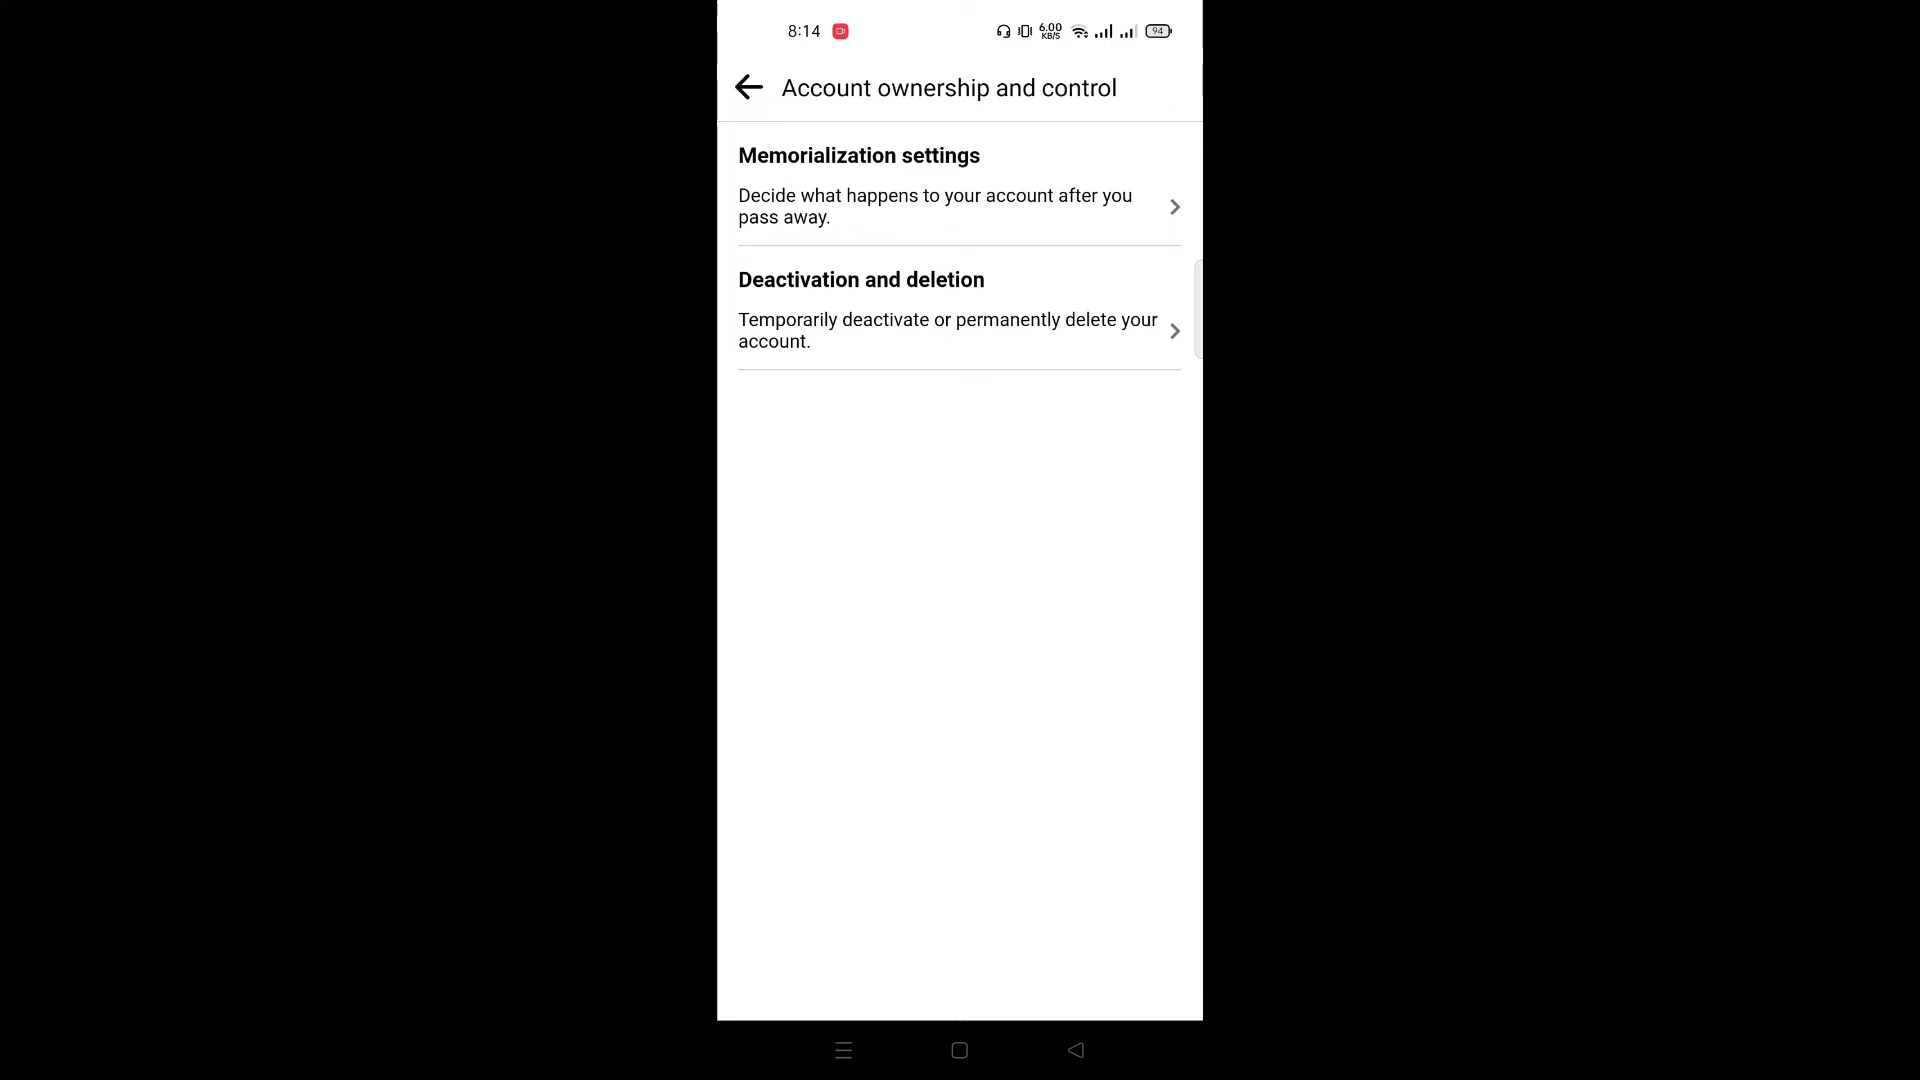 8:14
6.00
KB/S
94
Account ownership and control
Memorialization settings
Decide what happens to your account after you
pass away.
Deactivation and deletion
Temporarily deactivate or permanently delete your
account.